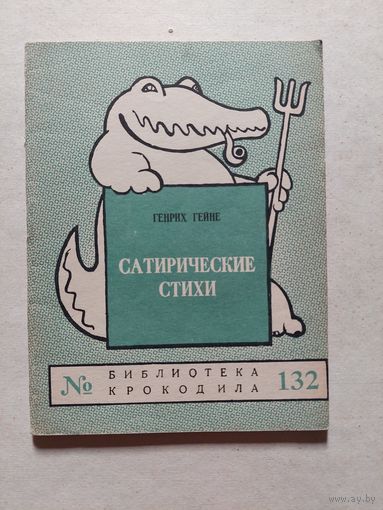 ГЕНРИХ ГЕЙНЕ
САТИРИЧЕСКИЕ
СТИХИ
№ БИБЛИОТЕКА КРОКОДИЛА 132
www.ay.by